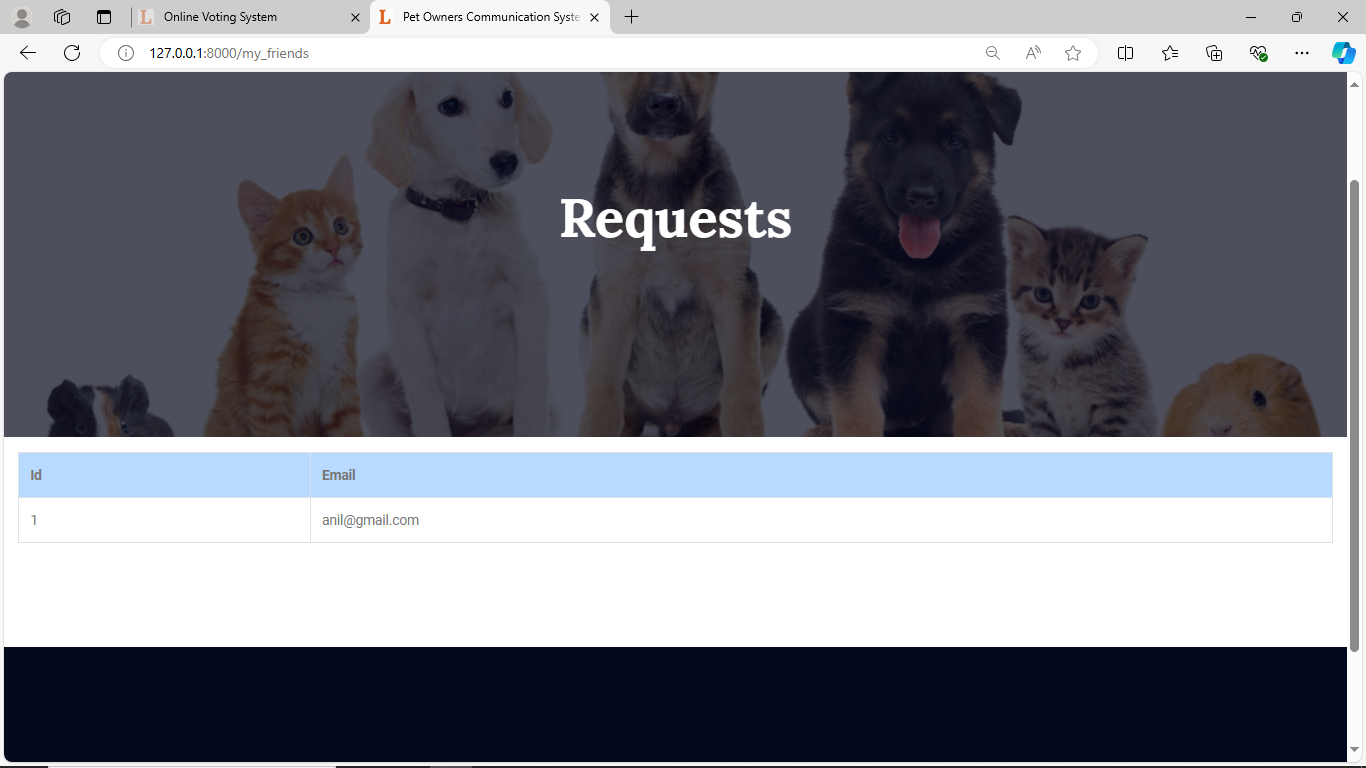 Online Voting System
Pet Owners Communication Syste
127.0.0.1:8000/my_friends
Requests
Id Email
1 anil@gmail.com